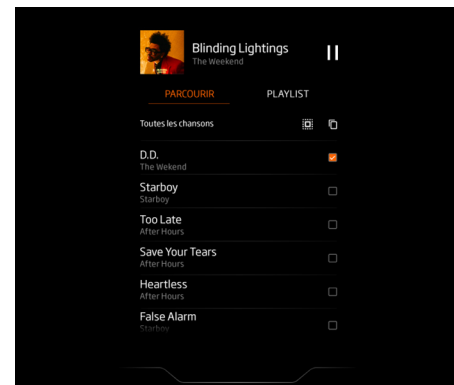 Blinding Lightings
The Weekend
PARCOURIR PLAYLIST
Toutes les chansons
D.D.
The Wekend
Starboy
Starboy
Too Late
After Hours
Save Your Tears
After Hours
Heartless
After Hours
False Alarm
Starboy